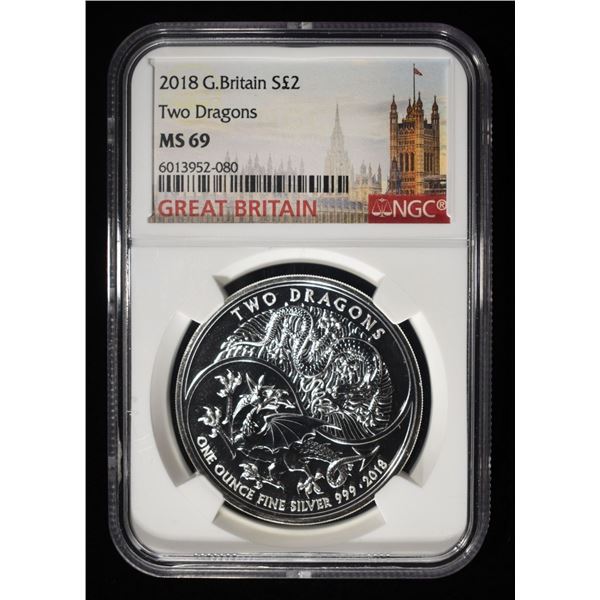 2018 G.Britain S£2
Two Dragons
MS 69
6013952-080
GREAT BRITAIN
NGC®
TWO DRAGONS
ONE OUNCE FINE SILVER 999 · 2018